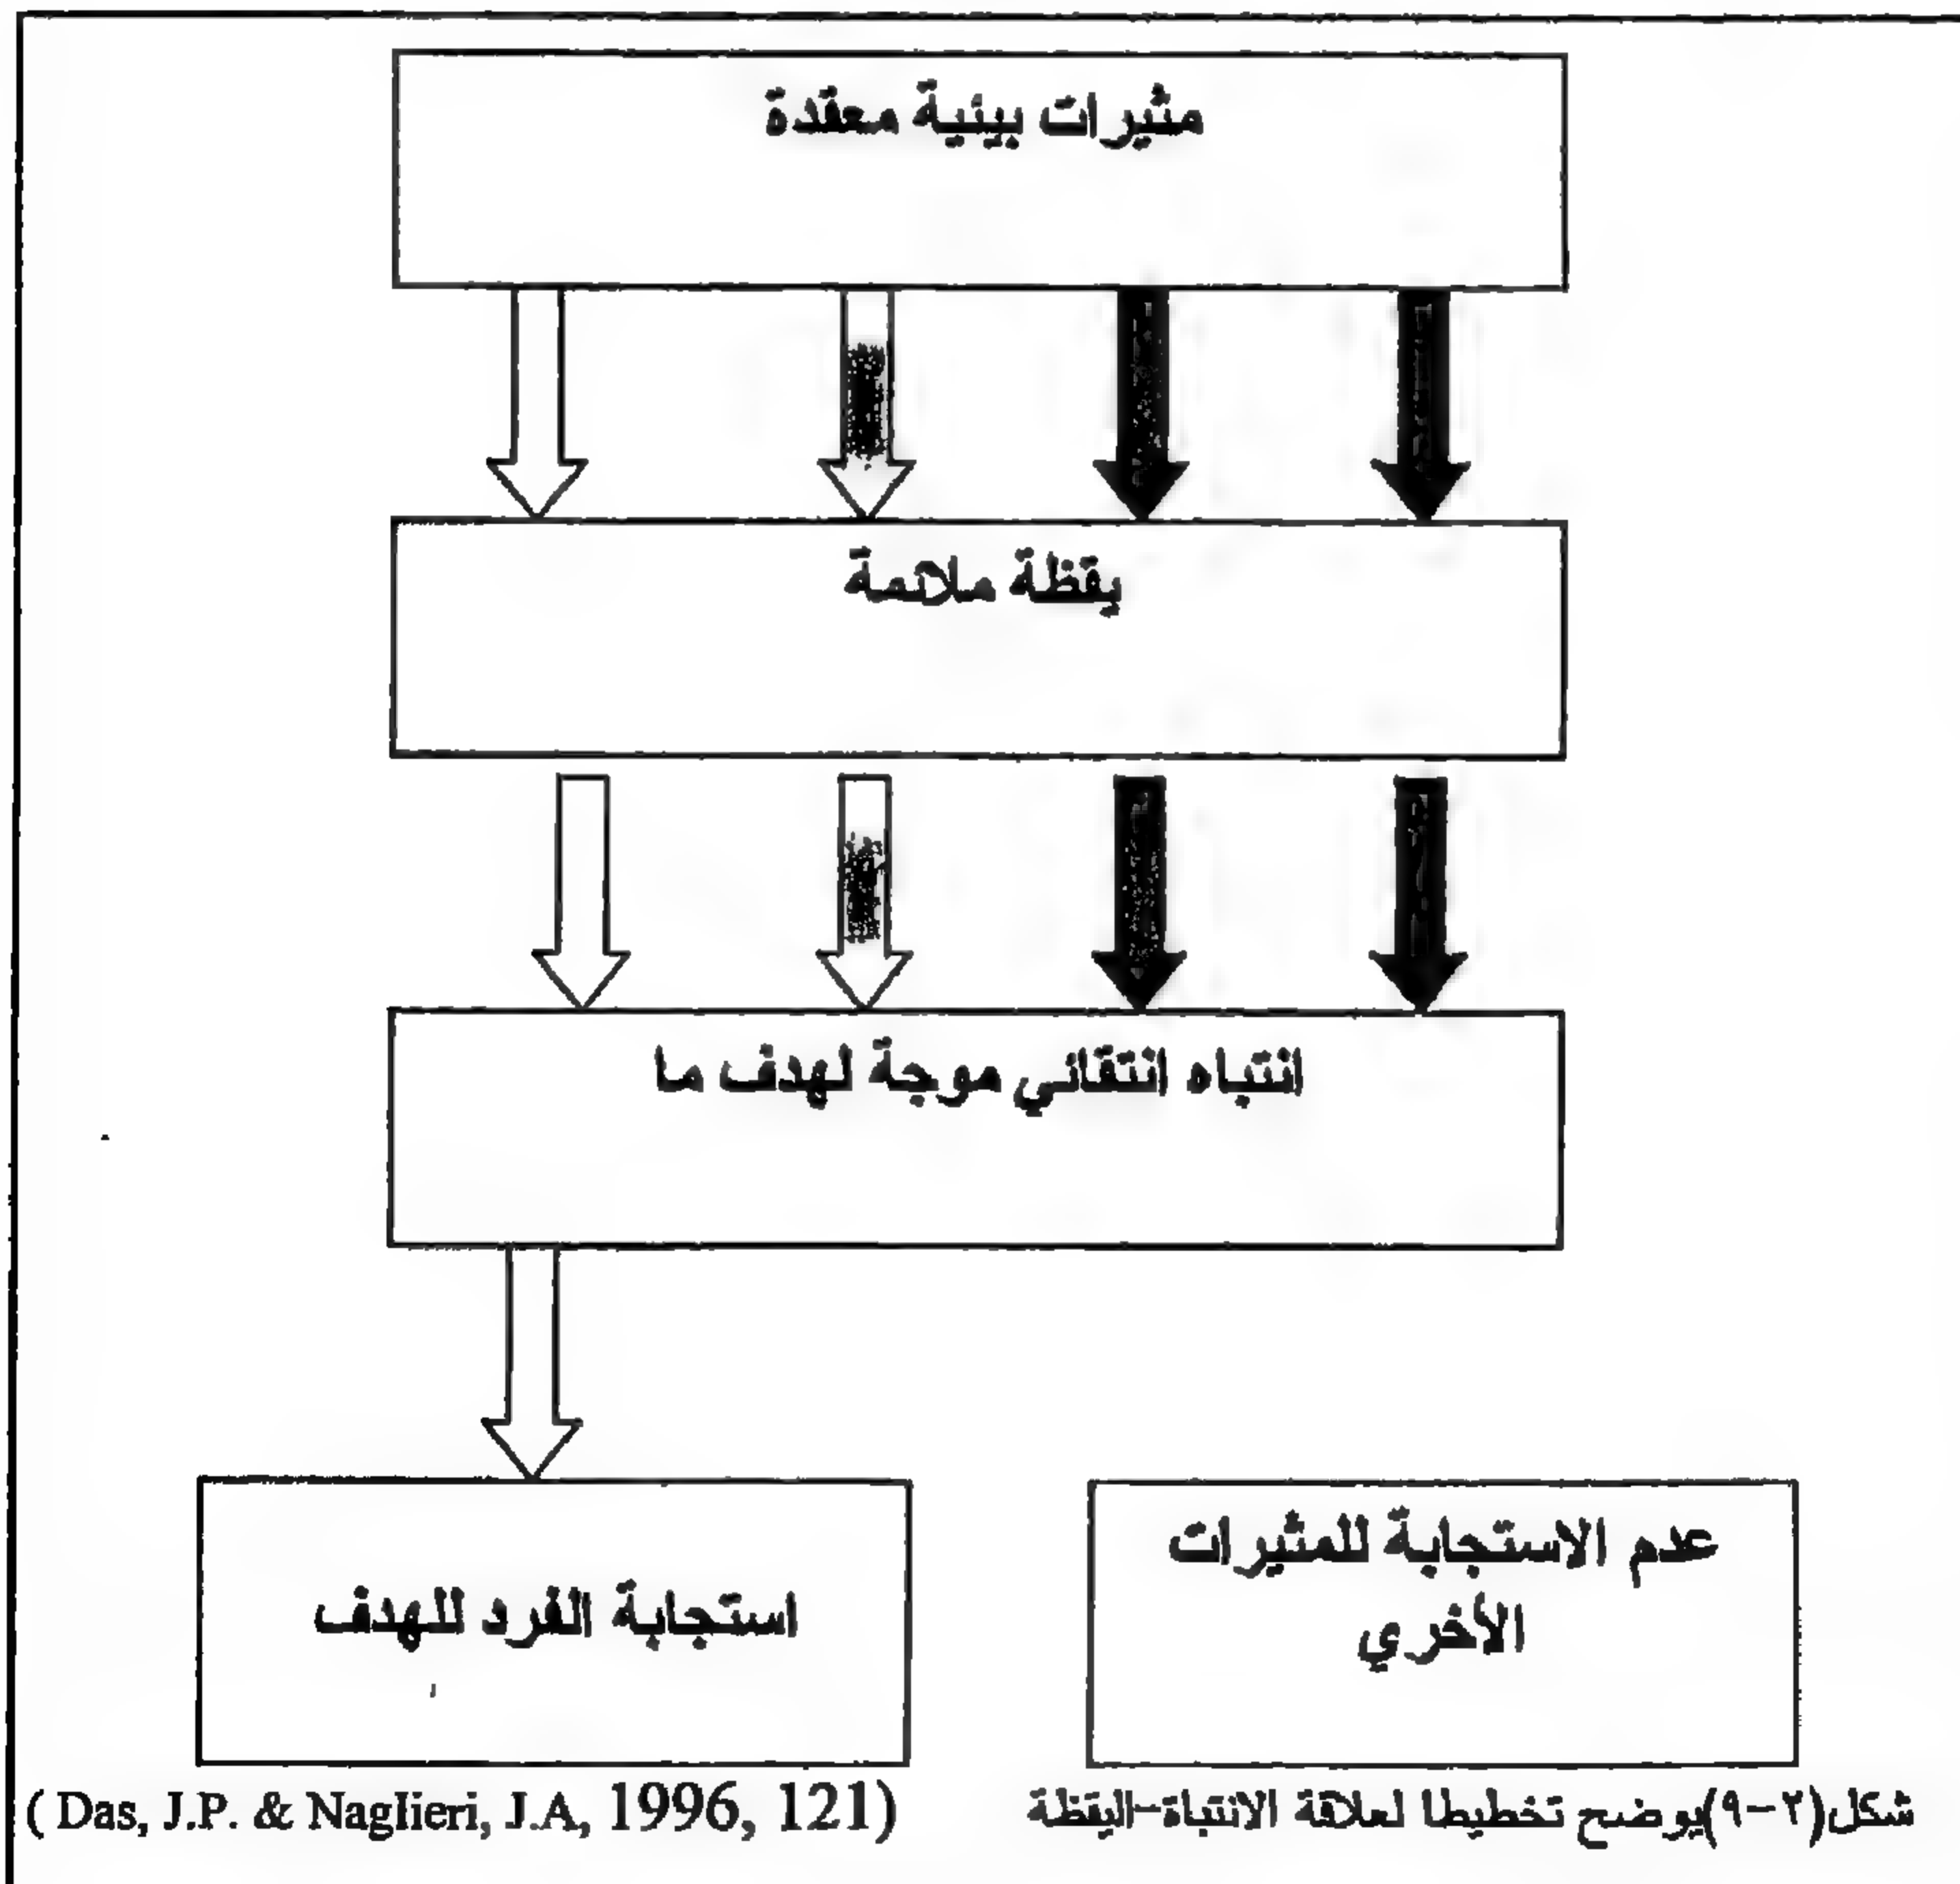 مثيرات بينية معقدة
يقظة ملائمة
انتباه انتقائي موجة لهدف ما
عدم الاستجابة للمثيرات
الأخري
استجابة الفرد للهدف
شكل(٢-٩)يوضح تخطيطا لعلاقة الانتباة-اليقظة
( Das, J.P. & Naglieri, J.A, 1996, 121)